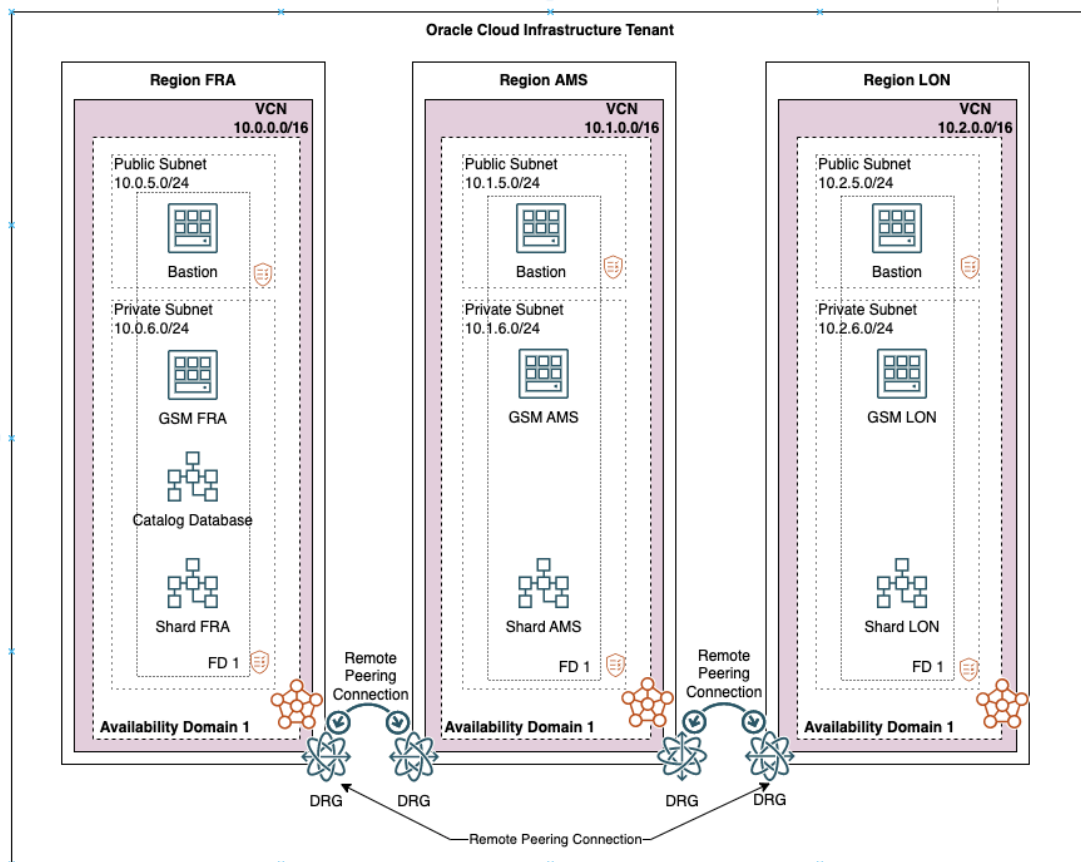 Oracle Cloud Infrastructure Tenant
Region FRA
VCN
10.0.0.0/16
Public Subnet
10.0.5.0/24
Bastion
Private Subnet
10.0.6.0/24
GSM FRA
Catalog Database
Shard FRA
FD 1
Availability Domain 1
Region AMS
VCN
10.1.0.0/16
Public Subnet
10.1.5.0/24
Bastion
Private Subnet
10.1.6.0/24
GSM AMS
Shard AMS
FD 1
Availability Domain 1
Region LON
VCN
10.2.0.0/16
Public Subnet
10.2.5.0/24
Bastion
Private Subnet
10.2.6.0/24
GSM LON
Shard LON
FD 1
Availability Domain 1
Remote
Peering
Connection
Remote
Peering
Connection
DRG
DRG
DRG
DRG
Remote Peering Connection